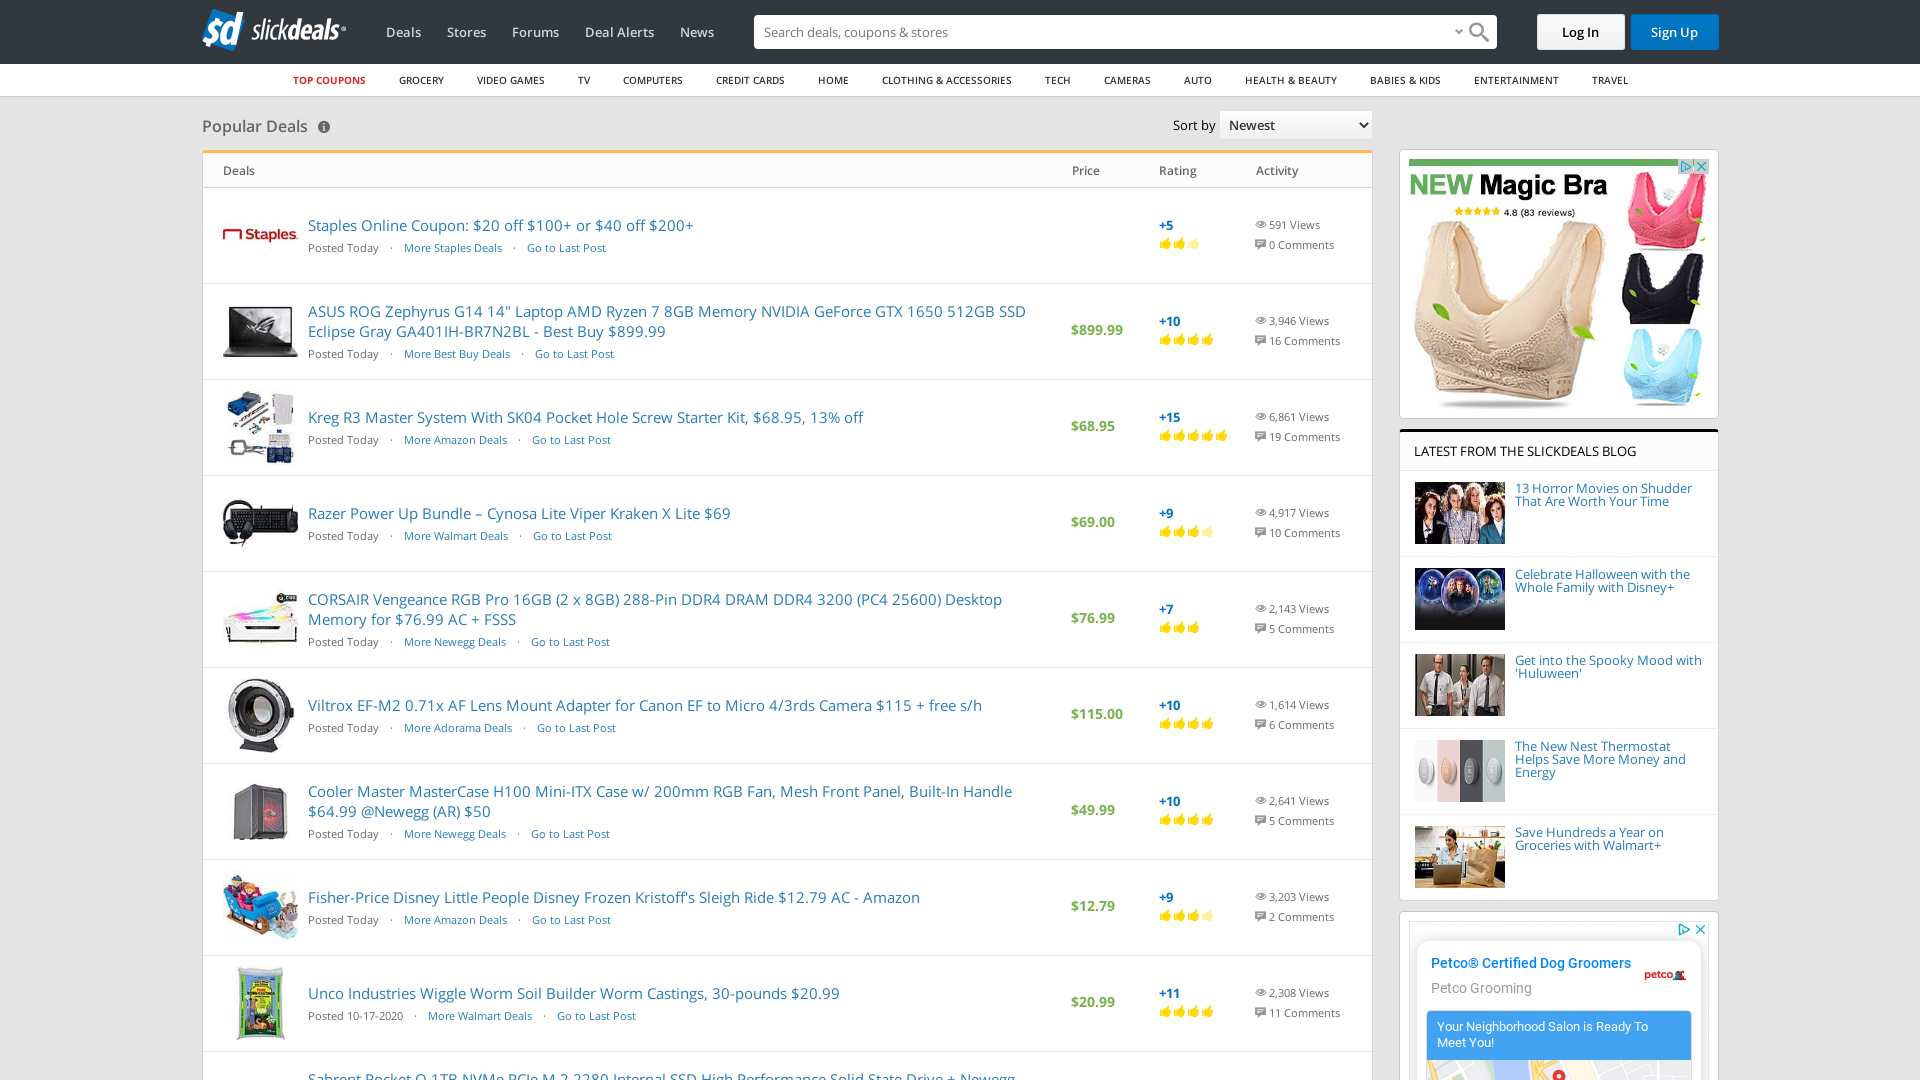 slickdeals
Deals
Stores
Forums
Deal Alerts
News
Search deals, coupons & stores
Log In
Sign Up
TOP COUPONS
GROCERY
VIDEO GAMES
TV
COMPUTERS
CREDIT CARDS
HOME
CLOTHING & ACCESSORIES
TECH
CAMERAS
AUTO
HEALTH & BEAUTY
BABIES & KIDS
ENTERTAINMENT
TRAVEL
Popular Deals
Sort by Newest
Deals Price Rating Activity
Staples
Staples Online Coupon: $20 off $100+ or $40 off $200+
Posted Today · More Staples Deals · Go to Last Post
+5
591 Views
0 Comments
ASUS ROG Zephyrus G14 14" Laptop AMD Ryzen 7 8GB Memory NVIDIA GeForce GTX 1650 512GB SSD
Eclipse Gray GA401IH-BR7N2BL - Best Buy $899.99
Posted Today · More Best Buy Deals · Go to Last Post
$899.99
+10
3,946 Views
16 Comments
Kreg R3 Master System With SK04 Pocket Hole Screw Starter Kit, $68.95, 13% off
Posted Today · More Amazon Deals · Go to Last Post
$68.95
+15
6,861 Views
19 Comments
Razer Power Up Bundle – Cynosa Lite Viper Kraken X Lite $69
Posted Today · More Walmart Deals · Go to Last Post
$69.00
+9
4,917 Views
10 Comments
CORSAIR Vengeance RGB Pro 16GB (2 x 8GB) 288-Pin DDR4 DRAM DDR4 3200 (PC4 25600) Desktop
Memory for $76.99 AC + FSSS
Posted Today · More Newegg Deals · Go to Last Post
$76.99
+7
2,143 Views
5 Comments
Viltrox EF-M2 0.71x AF Lens Mount Adapter for Canon EF to Micro 4/3rds Camera $115 + free s/h
Posted Today · More Adorama Deals · Go to Last Post
$115.00
+10
1,614 Views
6 Comments
Cooler Master MasterCase H100 Mini-ITX Case w/ 200mm RGB Fan, Mesh Front Panel, Built-In Handle
$64.99 @Newegg (AR) $50
Posted Today · More Newegg Deals · Go to Last Post
$49.99
+10
2,641 Views
5 Comments
Fisher-Price Disney Little People Disney Frozen Kristoff's Sleigh Ride $12.79 AC - Amazon
Posted Today · More Amazon Deals · Go to Last Post
$12.79
+9
3,203 Views
2 Comments
Unco Industries Wiggle Worm Soil Builder Worm Castings, 30-pounds $20.99
Posted 10-17-2020 · More Walmart Deals · Go to Last Post
$20.99
+11
2,308 Views
11 Comments
Sabrent Rocket Q 1TB NVMe PCIe M.2 2280 Internal SSD High Performance Solid State Drive + Newegg
NEW Magic Bra
4.8 (83 reviews)
LATEST FROM THE SLICKDEALS BLOG
13 Horror Movies on Shudder
That Are Worth Your Time
Celebrate Halloween with the
Whole Family with Disney+
Get into the Spooky Mood with
'Huluween'
The New Nest Thermostat
Helps Save More Money and
Energy
Save Hundreds a Year on
Groceries with Walmart+
Petco® Certified Dog Groomers
petco
Petco Grooming
Your Neighborhood Salon is Ready To
Meet You!